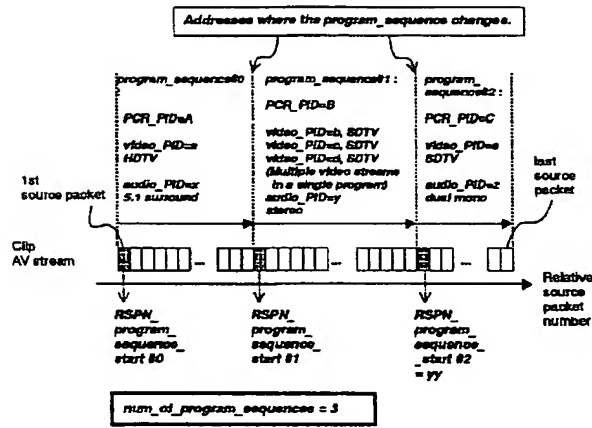 Addresses where the program_sequence changes.
program_sequence#0
PCR_PID=A
video_PID=a
HDTV
audio_PID=x
5.1 surround
program_sequence#1 :
PCR_PID=B
video_PID=b, SDTV
video_PID=c, SDTV
video_PID=d, SDTV
(Multiple video streams
in a single program)
audio_PID=y
stereo
program_
sequence#2 :
PCR_PID=C
video_PID=e
SDTV
audio_PID=z
dual mono
1st
source packet
last
source
packet
Clip
AV stream
...
...
...
Relative
source
packet
number
RSPN_
program_
sequence_
start #0
RSPN_
program_
sequence_
start #1
RSPN_
program_
sequence_
_start #2
= yy
num_of_program_sequences = 3